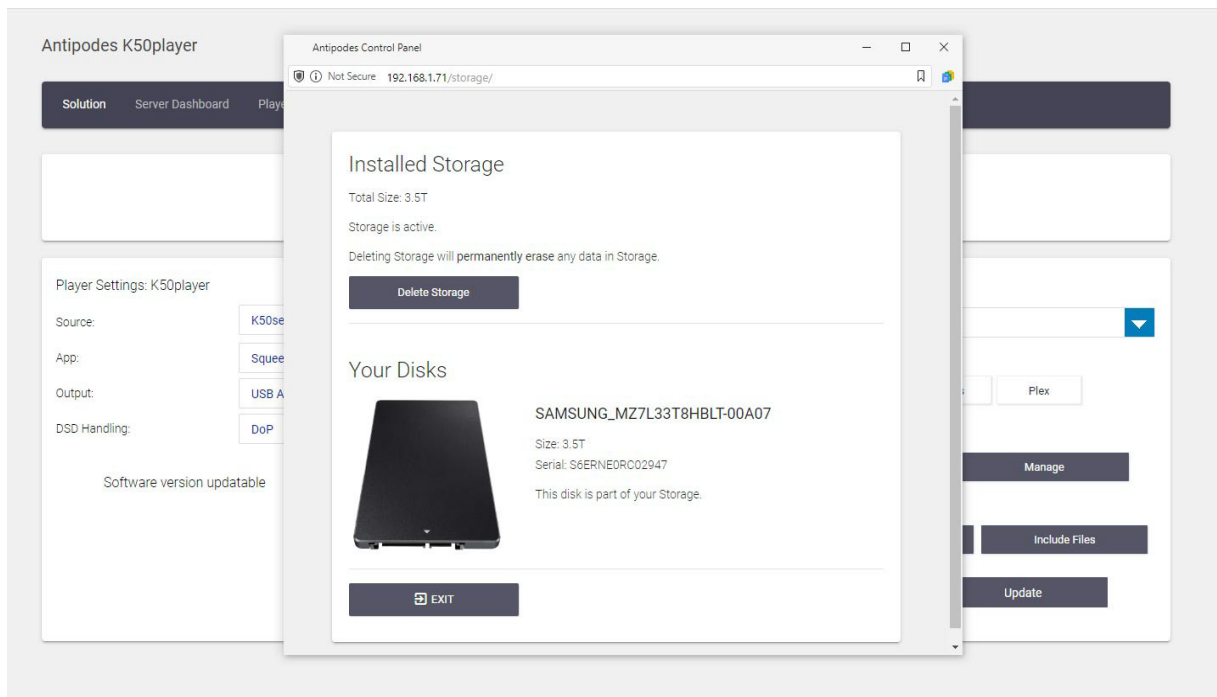 Antipodes K50player
Solution Server Dashboard
Player Settings: K50player
Source:
App:
Output:
USB A
DSD Handling:
DoP
Software version updatable
Antipodes Control Panel
Not Secure 192.168.1.71/storage/
Installed Storage
Total Size: 3.5T
Storage is active.
Deleting Storage will permanently erase any data in Storage.
Delete Storage
Your Disks
SAMSUNG_MZ7L33T8HBLT-00A07
Size: 3.5T
Serial: S6ERNE0RC02947
This disk is part of your Storage.
EXIT
Plex
Manage
Include Files
Update